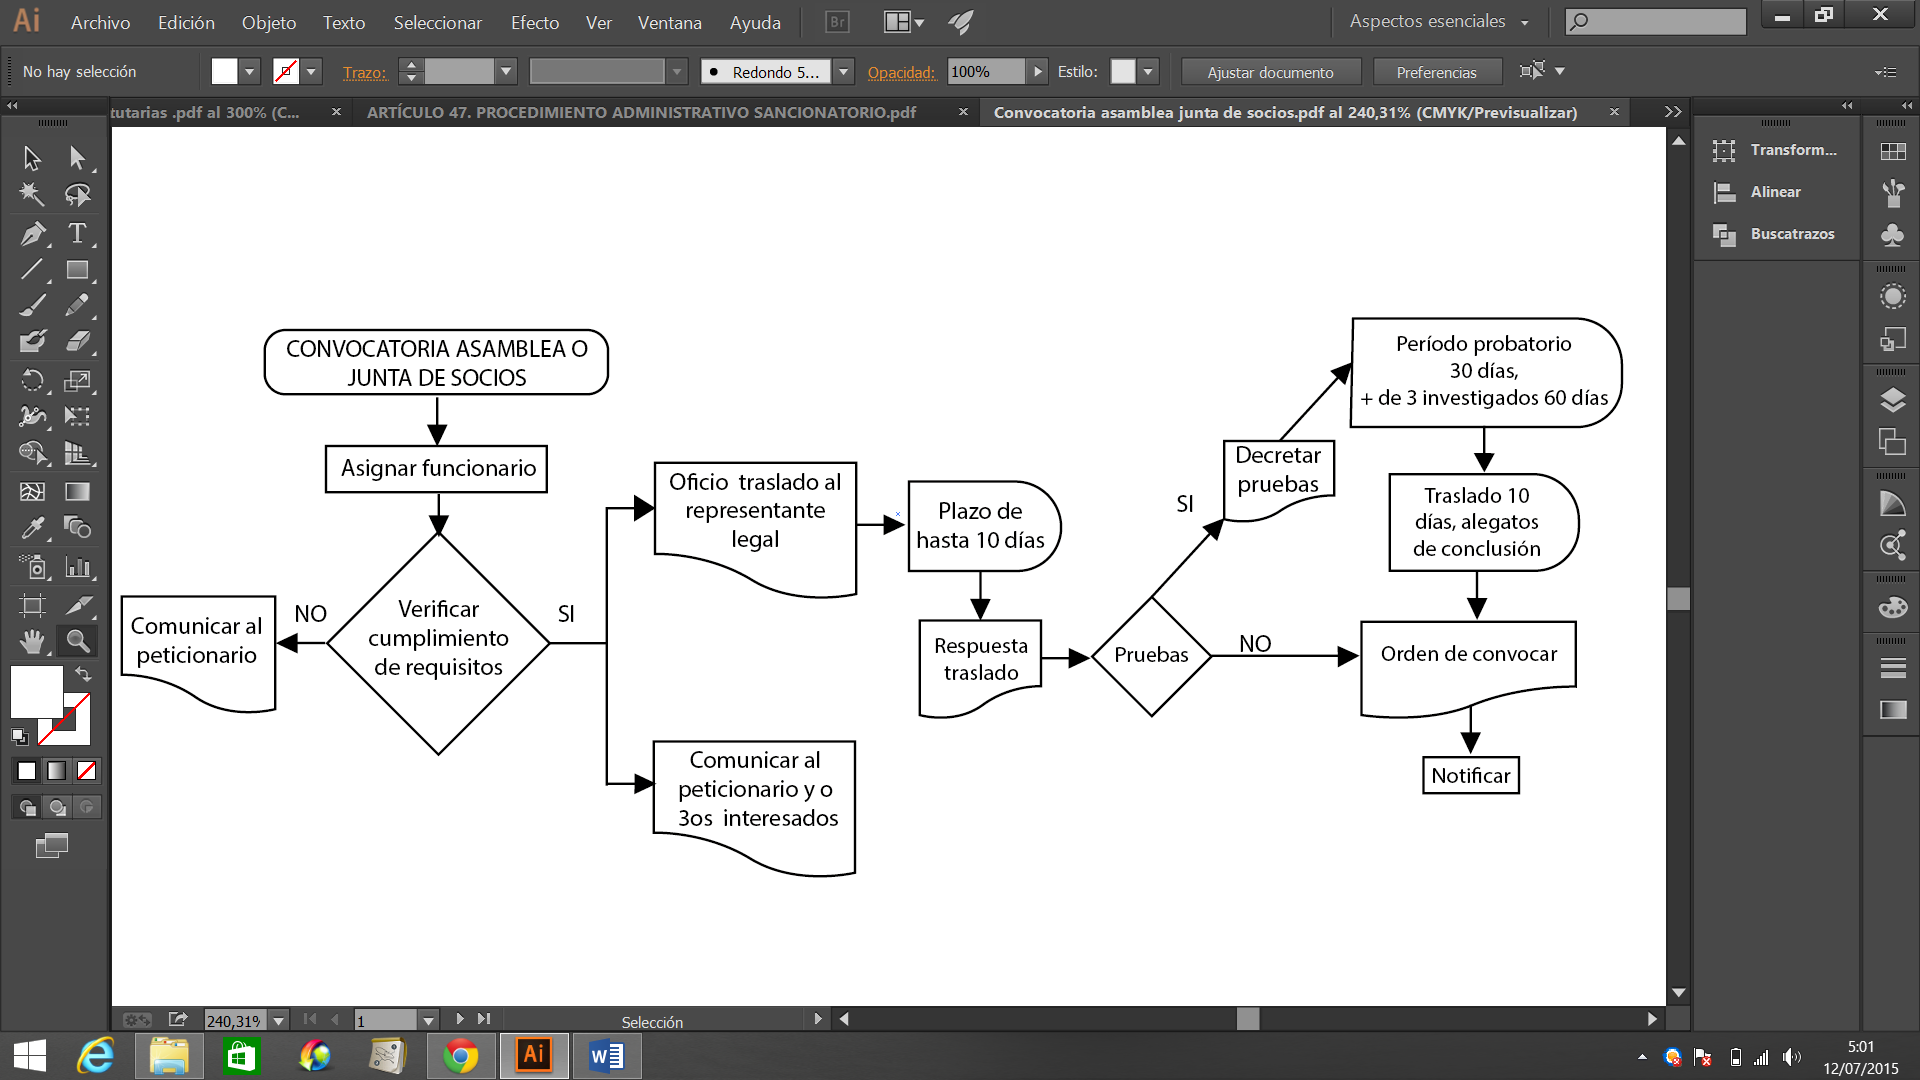 Ai Archivo Edición Objeto Texto Seleccionar Efecto Ver Ventana Ayuda Br Aspectos esenciales
No hay selección Trazo: Redondo 5... Opacidad: 100% Estilo: Ajustar documento Preferencias
tutarias .pdf al 300% (C... × ARTÍCULO 47. PROCEDIMIENTO ADMINISTRATIVO SANCIONATORIO.pdf × Convocatoria asamblea junta de socios.pdf al 240,31% (CMYK/Previsualizar) ×
Transform...
Alinear
Buscatrazos
CONVOCATORIA ASAMBLEA O
JUNTA DE SOCIOS
Asignar funcionario
Verificar
cumplimiento
de requisitos
NO
Comunicar al
peticionario
SI
Oficio traslado al
representante
legal
Comunicar al
peticionario y o
3os interesados
Plazo de
hasta 10 días
Respuesta
traslado
Pruebas
SI
Decretar
pruebas
Período probatorio
30 días,
+ de 3 investigados 60 días
Traslado 10
días, alegatos
de conclusión
NO
Orden de convocar
Notificar
240,31% 1 Selección
Ai
5:01
12/07/2015